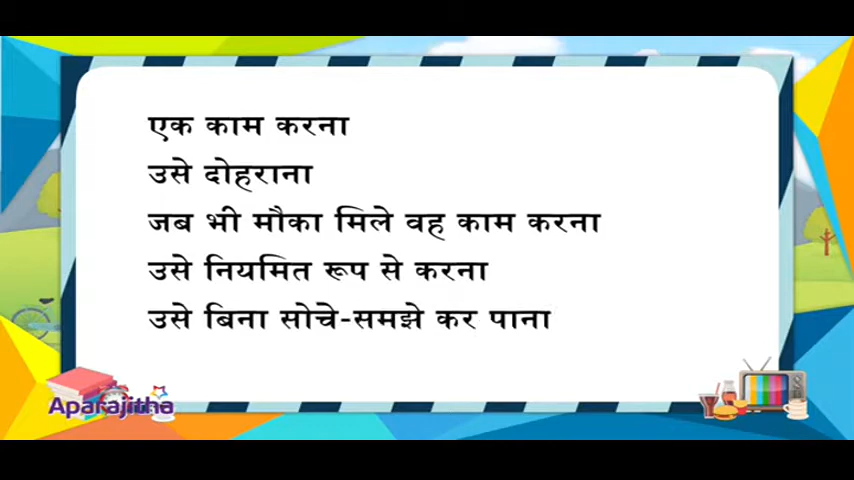 एक काम करना
उसे दोहराना
जब भी मौका मिले वह काम करना
उसे नियमित रूप से करना
उसे बिना सोचे-समझे कर पाना
Aparajitha